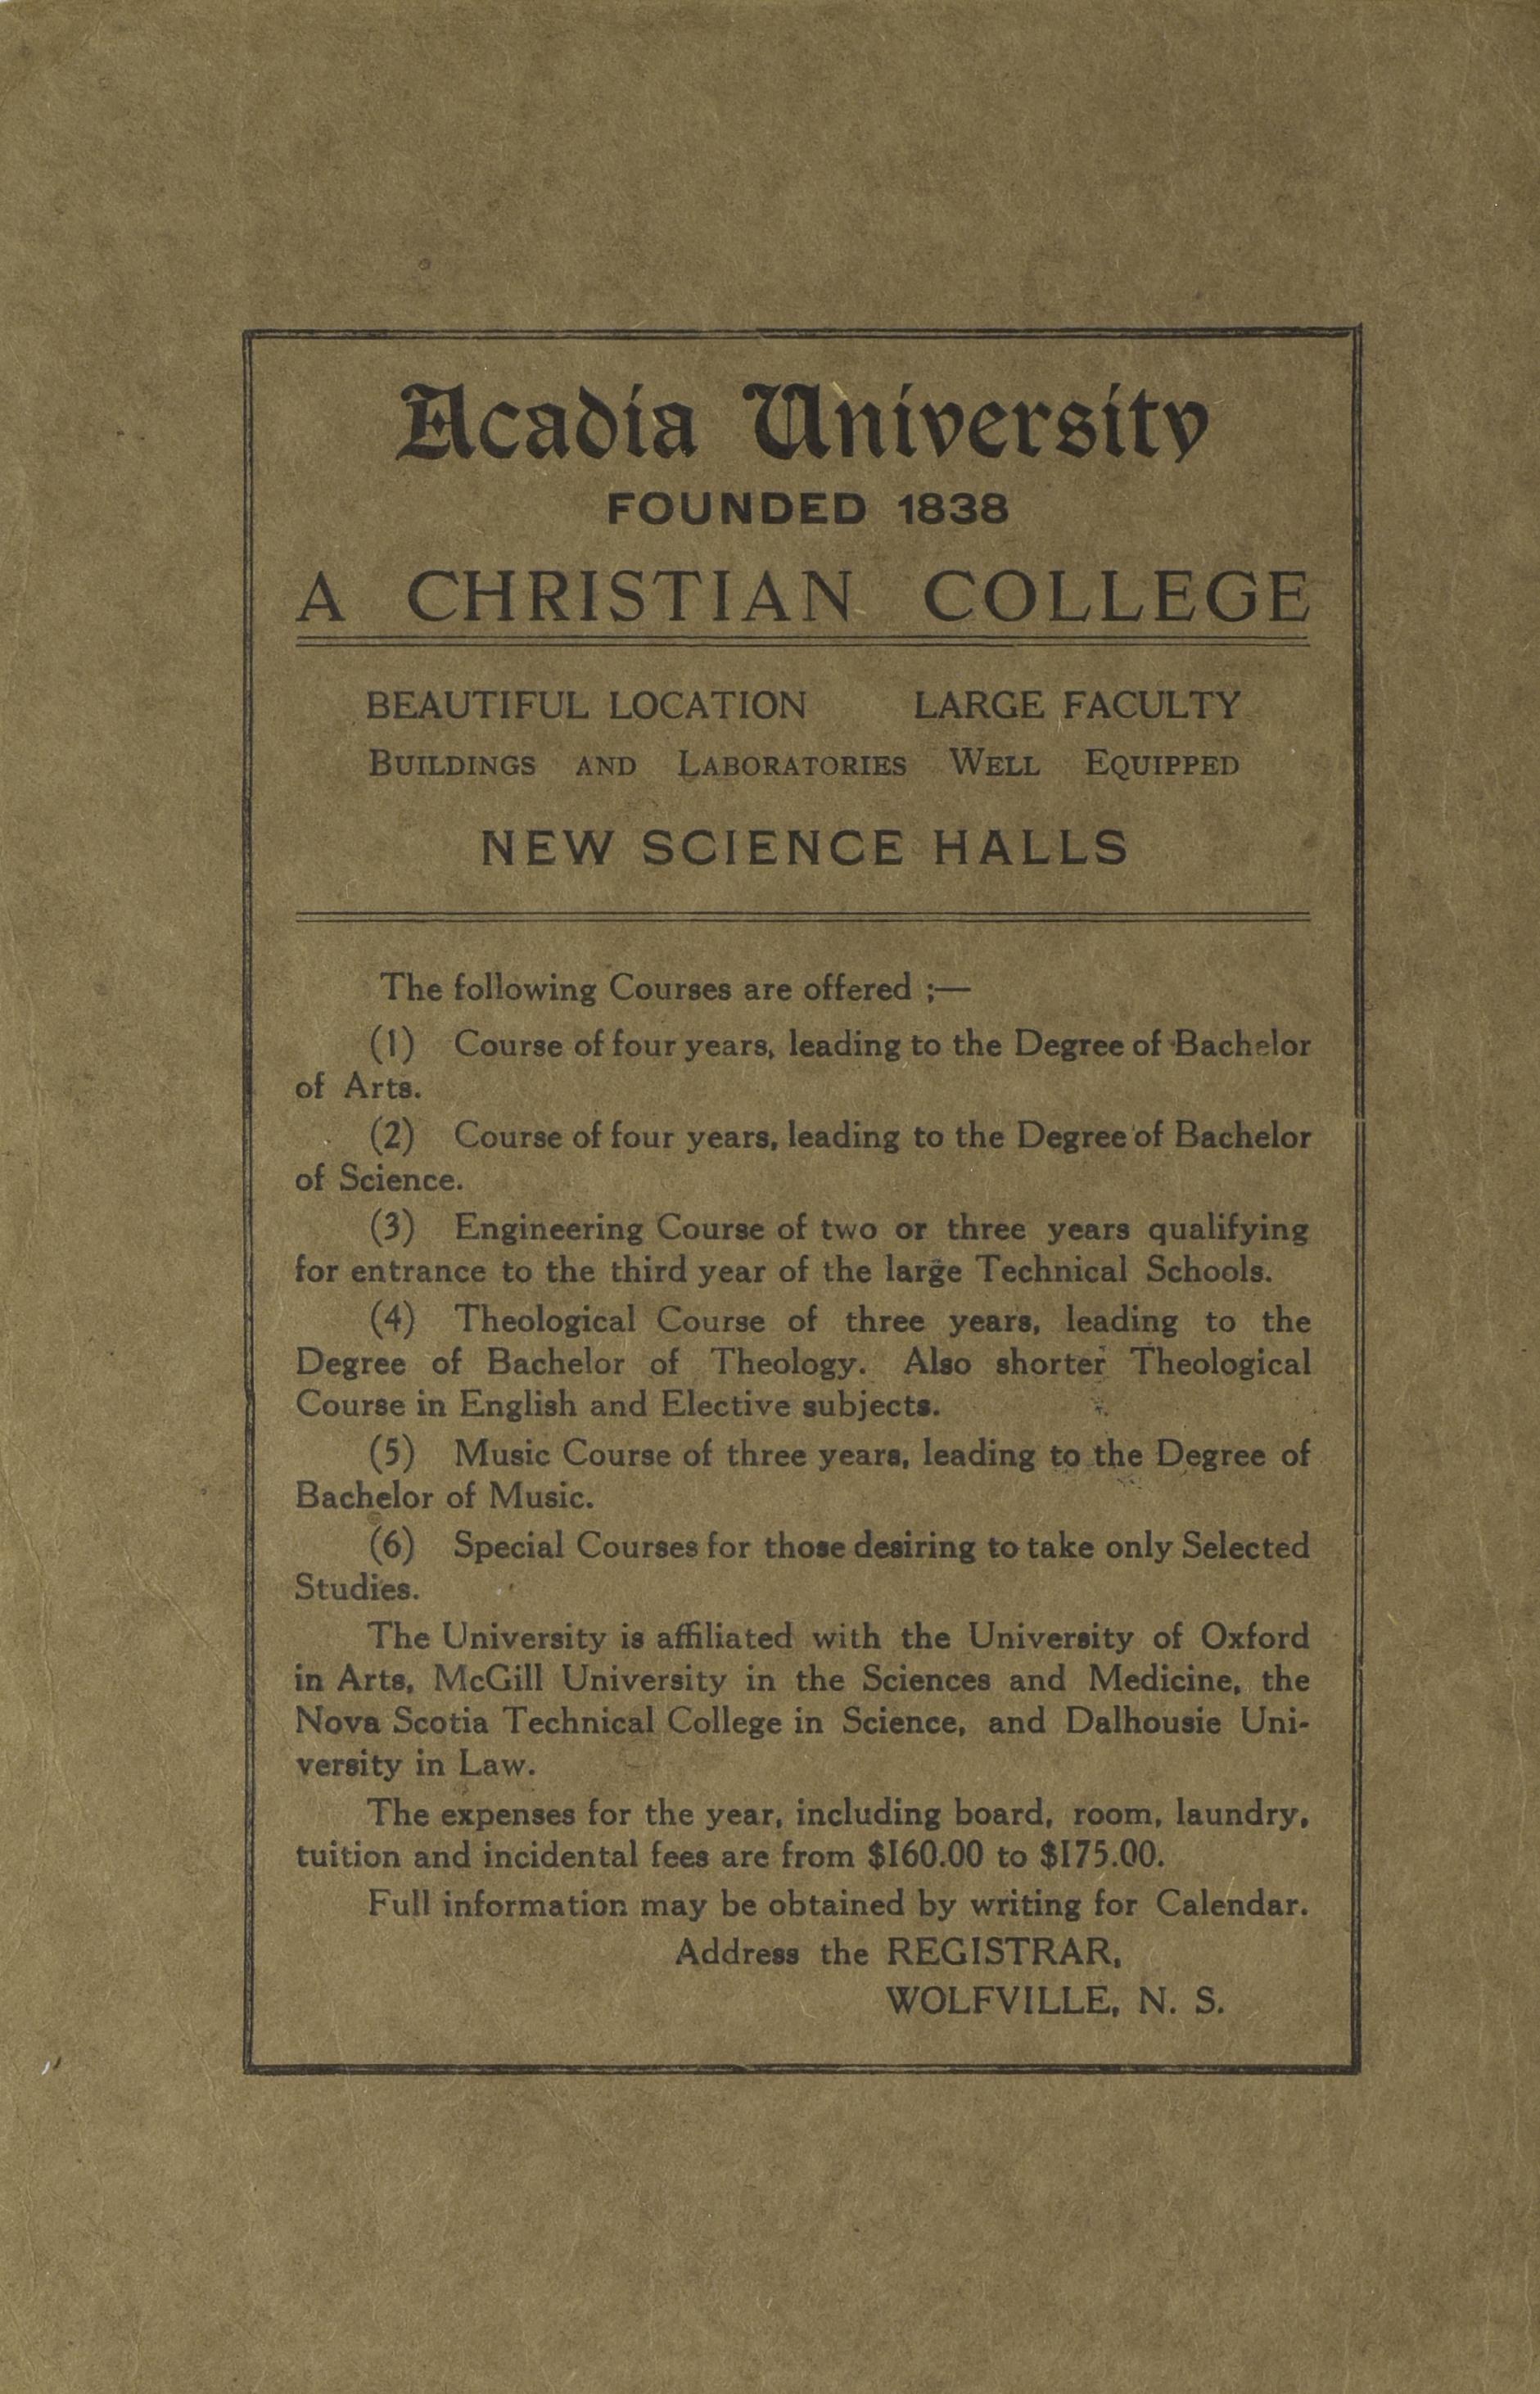 Acadia University
FOUNDED 1838
A CHRISTIAN COLLEGE
BEAUTIFUL LOCATION LARGE FACULTY
BUILDINGS AND LABORATORIES WELL EQUIPPED
NEW SCIENCE HALLS
The following Courses are offered ;—
(1) Course of four years, leading to the Degree of Bachelor
of Arts.
(2) Course of four years, leading to the Degree of Bachelor
of Science.
(3) Engineering Course of two or three years qualifying
for entrance to the third year of the large Technical Schools.
(4) Theological Course of three years, leading to the
Degree of Bachelor of Theology. Also shorter Theological
Course in English and Elective subjects.
(5) Music Course of three years, leading to the Degree of
Bachelor of Music.
(6) Special Courses for those desiring to take only Selected
Studies.
The University is affiliated with the University of Oxford
in Arts, McGill University in the Sciences and Medicine, the
Nova Scotia Technical College in Science, and Dalhousie Uni-
versity in Law.
The expenses for the year, including board, room, laundry,
tuition and incidental fees are from $160.00 to $175.00.
Full information may be obtained by writing for Calendar.
Address the REGISTRAR,
WOLFVILLE, N. S.